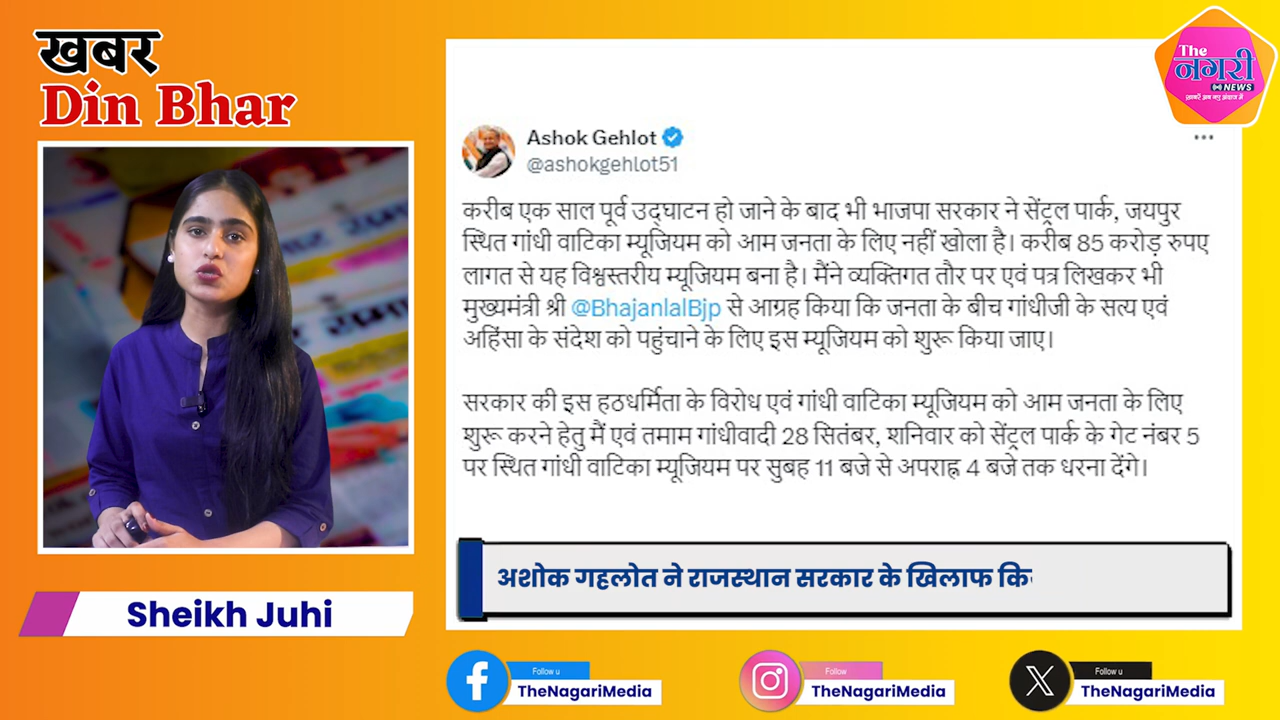 खबर
Din Bhar
The
नगरी
NEWS
Ashok Gehlot
@ashokgehlot51
करीब एक साल पूर्व उद्घाटन हो जाने के बाद भी भाजपा सरकार ने सेंट्रल पार्क, जयपुर
स्थित गांधी वाटिका म्यूजियम को आम जनता के लिए नहीं खोला है। करीब 85 करोड़ रुपए
लागत से यह विश्वस्तरीय म्यूजियम बना है। मैंने व्यक्तिगत तौर पर एवं पत्र लिखकर भी
मुख्यमंत्री श्री @BhajanlalBjp से आग्रह किया कि जनता के बीच गांधीजी के सत्य एवं
अहिंसा के संदेश को पहुंचाने के लिए इस म्यूजियम को शुरू किया जाए।
सरकार की इस हठधर्मिता के विरोध एवं गांधी वाटिका म्यूजियम को आम जनता के लिए
शुरू करने हेतु मैं एवं तमाम गांधीवादी 28 सितंबर, शनिवार को सेंट्रल पार्क के गेट नंबर 5
पर स्थित गांधी वाटिका म्यूजियम पर सुबह 11 बजे से अपराह्न 4 बजे तक धरना देंगे।
अशोक गहलोत ने राजस्थान सरकार के खिलाफ
Sheikh Juhi
Follow u
TheNagariMedia
Follow
TheNagariMedia
Follow u
TheNagariMedia